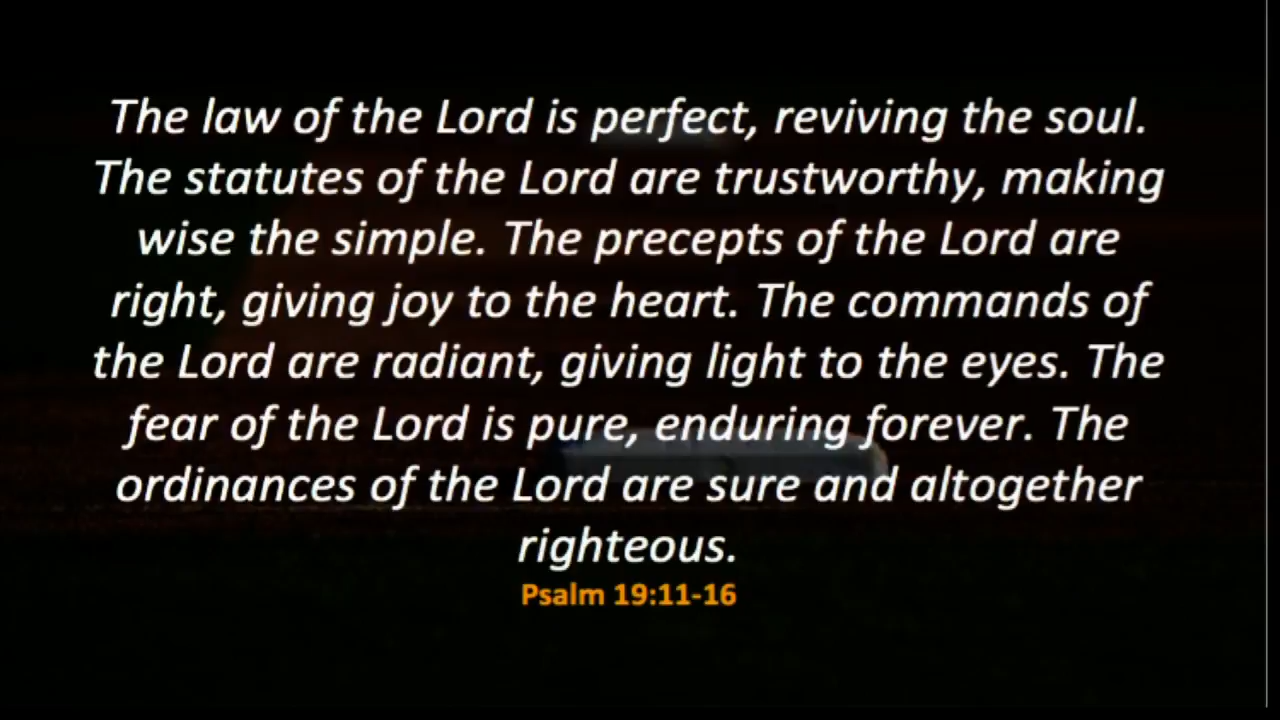 The law of the Lord is perfect, reviving the soul.
The statutes of the Lord are trustworthy, making
wise the simple. The precepts of the Lord are
right, giving joy to the heart. The commands of
the Lord are radiant, giving light to the eyes. The
fear of the Lord is pure, enduring forever. The
ordinances of the Lord are sure and altogether
righteous.
Psalm 19:11-16